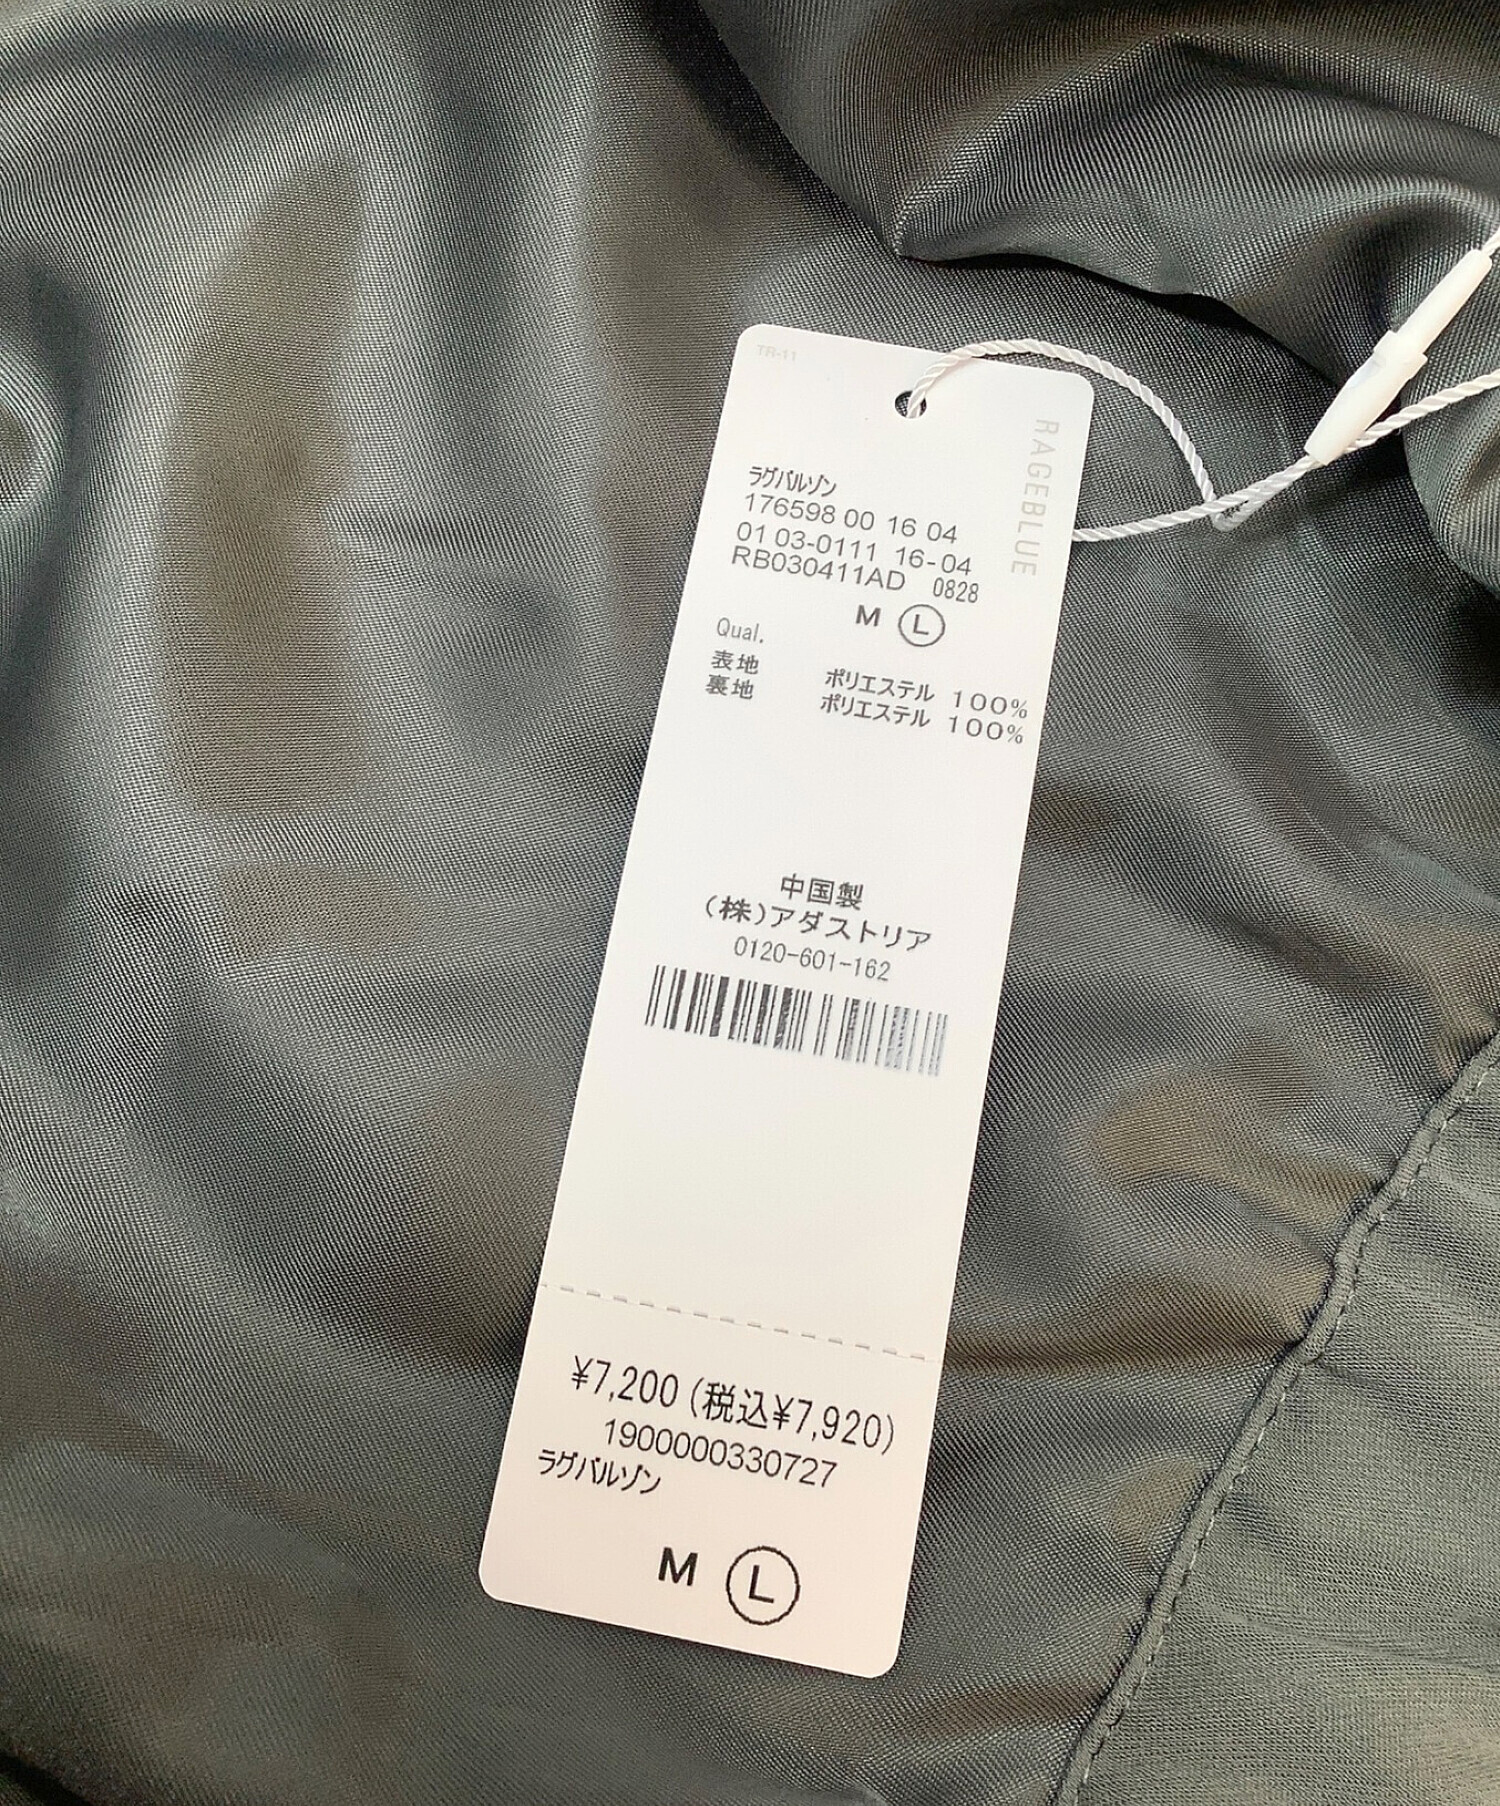 TR-11
RAGEBLUE
ラグバルゾン
176598 00 16 04
01 03-0111 16-04
RB030411AD 0828
M L
Qual.
表地 ポリエステル 100%
裏地 ポリエステル 100%
中国製
(株)アダストリア
0120-601-162
¥7,200 (税込¥7,920)
1900000330727
ラグバルゾン
M L